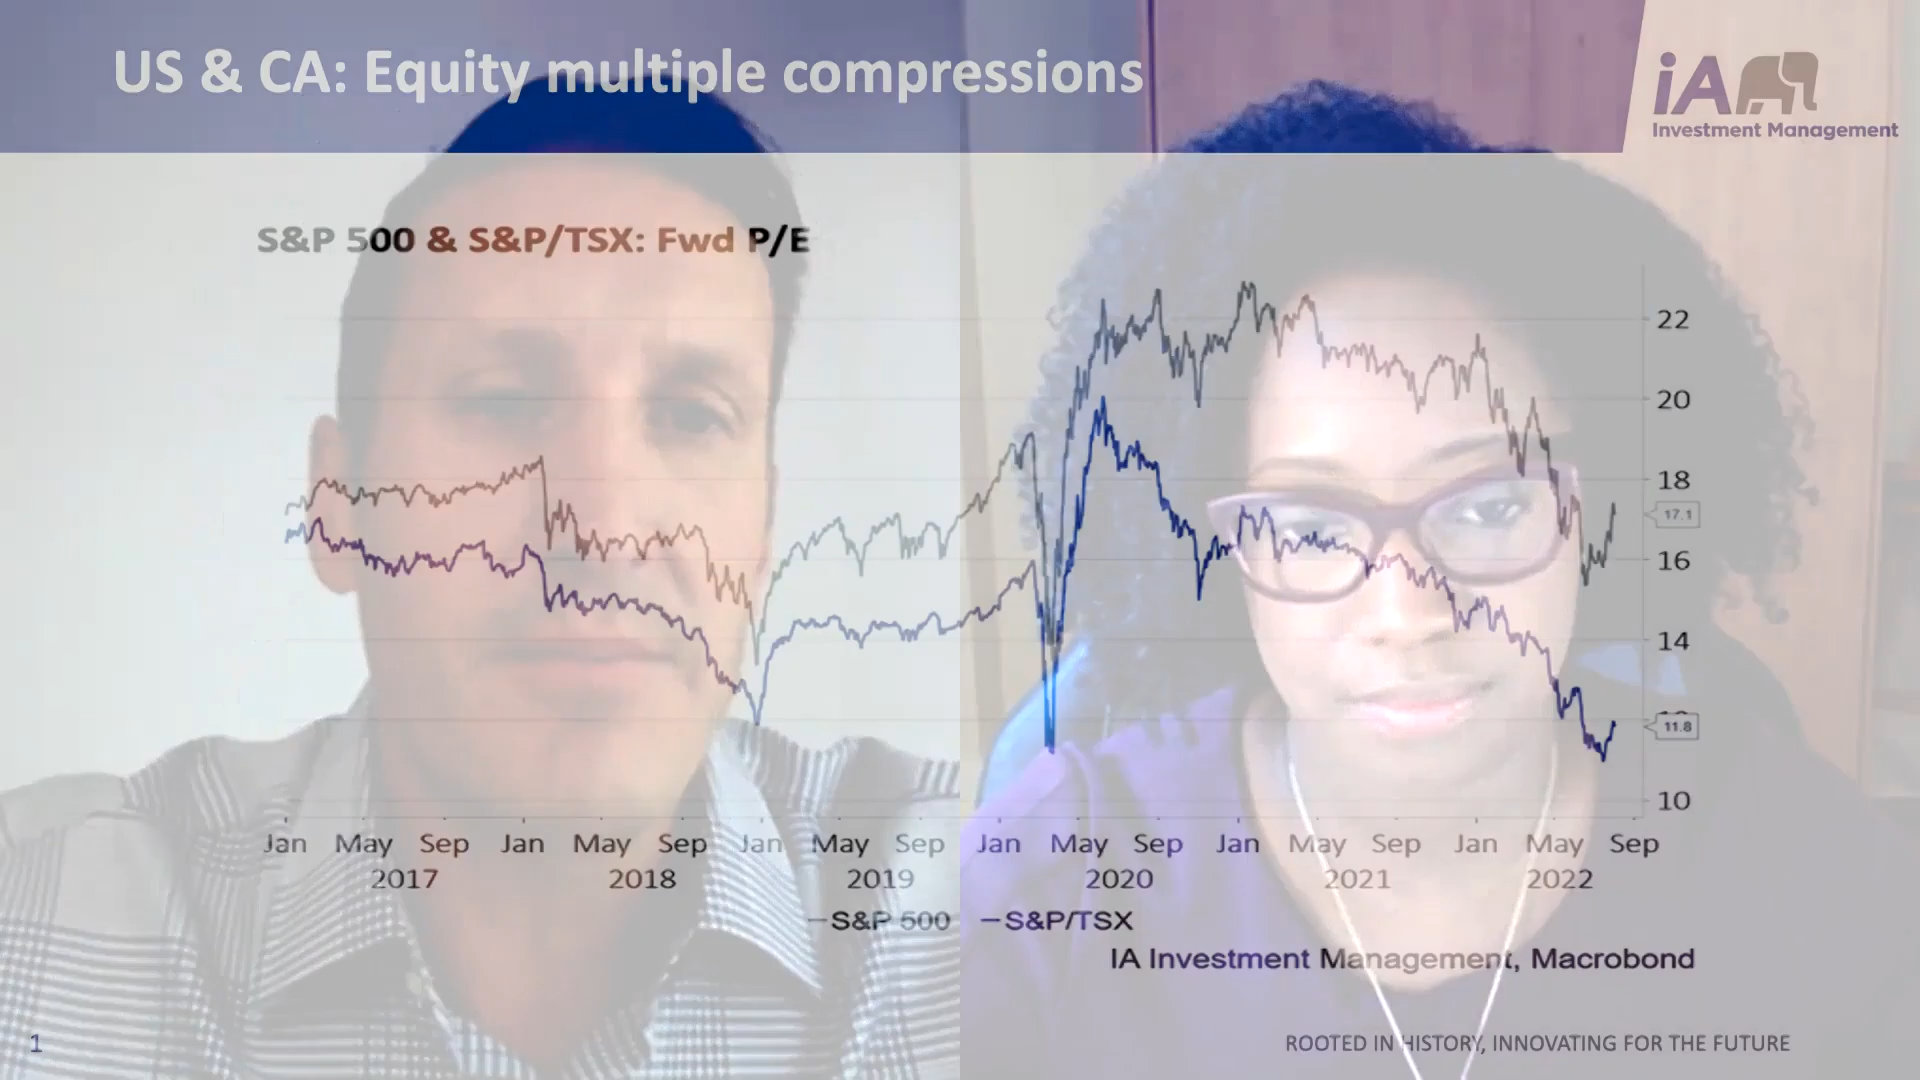 US & CA: Equity multiple compressions
iA
Investment Management
S&P 500 & S&P/TSX: Fwd P/E
22
20
18
17.1
16
14
11.8
10
Jan May Sep Jan May Sep Jan May Sep Jan May Sep Jan May Sep Jan May Sep
2017 2018 2019 2020 2021 2022
S&P 500 S&P/TSX
IA Investment Management, Macrobond
1
ROOTED IN HISTORY, INNOVATING FOR THE FUTURE